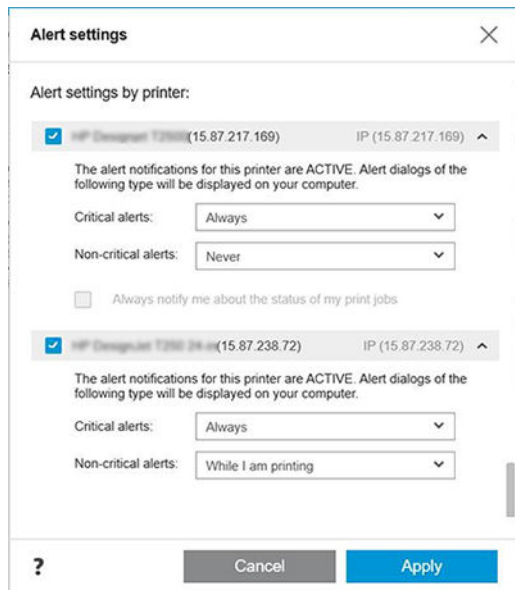 Alert settings
Alert settings by printer:
(15.87.217.169) IP (15.87.217.169)
The alert notifications for this printer are ACTIVE. Alert dialogs of the
following type will be displayed on your computer.
Critical alerts: Always
Non-critical alerts: Never
Always notify me about the status of my print jobs
(15.87.238.72) IP (15.87.238.72)
The alert notifications for this printer are ACTIVE. Alert dialogs of the
following type will be displayed on your computer.
Critical alerts: Always
Non-critical alerts: While I am printing
? Cancel Apply